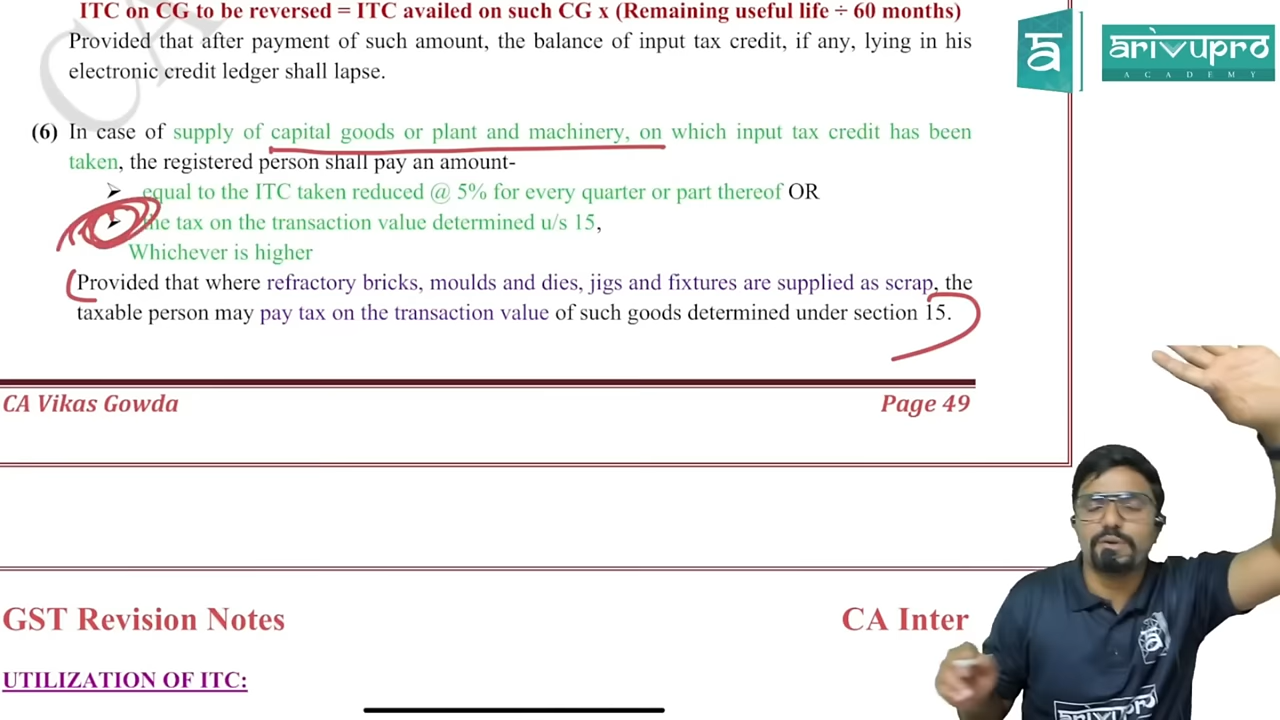 ITC on CG to be reversed = ITC availed on such CG x (Remaining useful life ÷ 60 months)
Provided that after payment of such amount, the balance of input tax credit, if any, lying in his
electronic credit ledger shall lapse.
(6) In case of supply of capital goods or plant and machinery, on which input tax credit has been
taken, the registered person shall pay an amount-
➢ equal to the ITC taken reduced @ 5% for every quarter or part thereof OR
➢ the tax on the transaction value determined u/s 15,
Whichever is higher
Provided that where refractory bricks, moulds and dies, jigs and fixtures are supplied as scrap, the
taxable person may pay tax on the transaction value of such goods determined under section 15.
CA Vikas Gowda Page 49
GST Revision Notes CA Inter
UTILIZATION OF ITC:
arivupro
ACADEMY
CA
arivupro